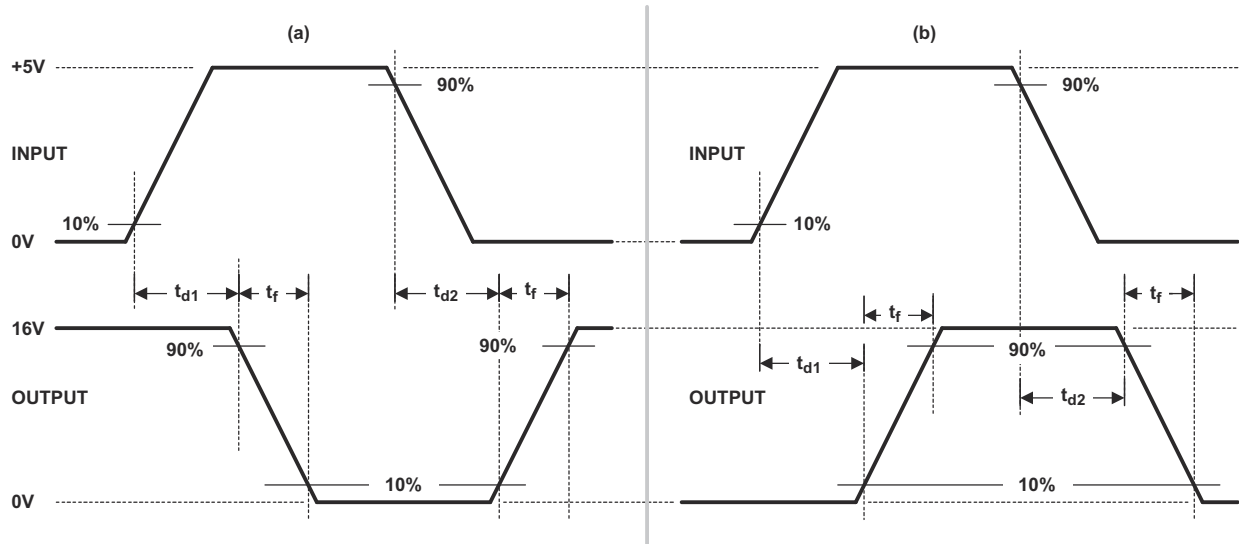 (a)
+5V
90%
INPUT
10%
0V
td1
tf
td2
tf
16V
90%
90%
OUTPUT
10%
0V
(b)
90%
INPUT
10%
tf
tf
90%
td1
td2
OUTPUT
10%